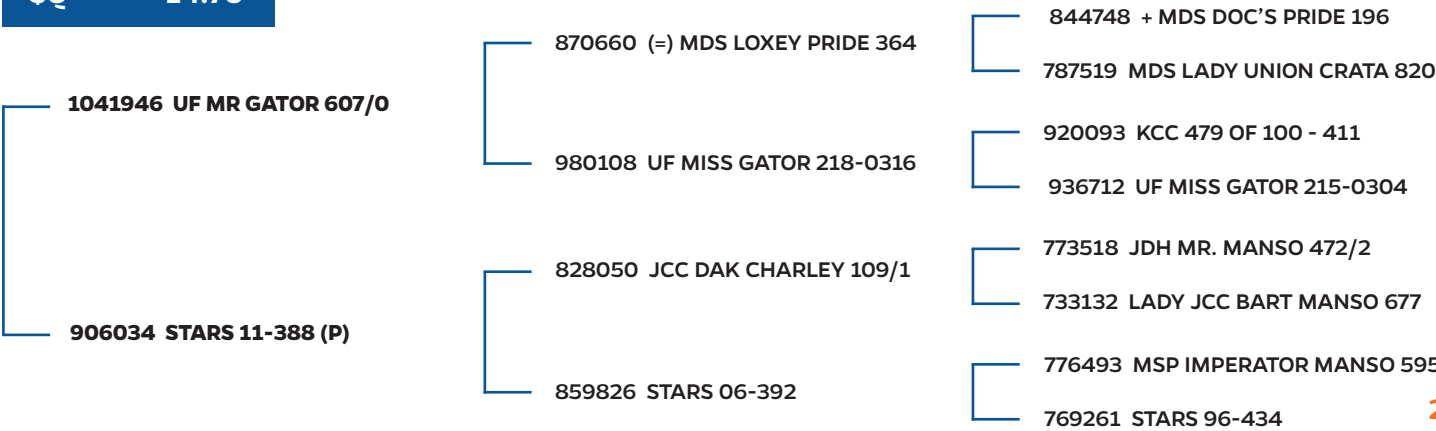 844748 + MDS DOC'S PRIDE 196
870660 (=) MDS LOXEY PRIDE 364
787519 MDS LADY UNION CRATA 820
1041946 UF MR GATOR 607/0
920093 KCC 479 OF 100 - 411
980108 UF MISS GATOR 218-0316
936712 UF MISS GATOR 215-0304
773518 JDH MR. MANSO 472/2
828050 JCC DAK CHARLEY 109/1
733132 LADY JCC BART MANSO 677
906034 STARS 11-388 (P)
776493 MSP IMPERATOR MANSO 595
859826 STARS 06-392
769261 STARS 96-434